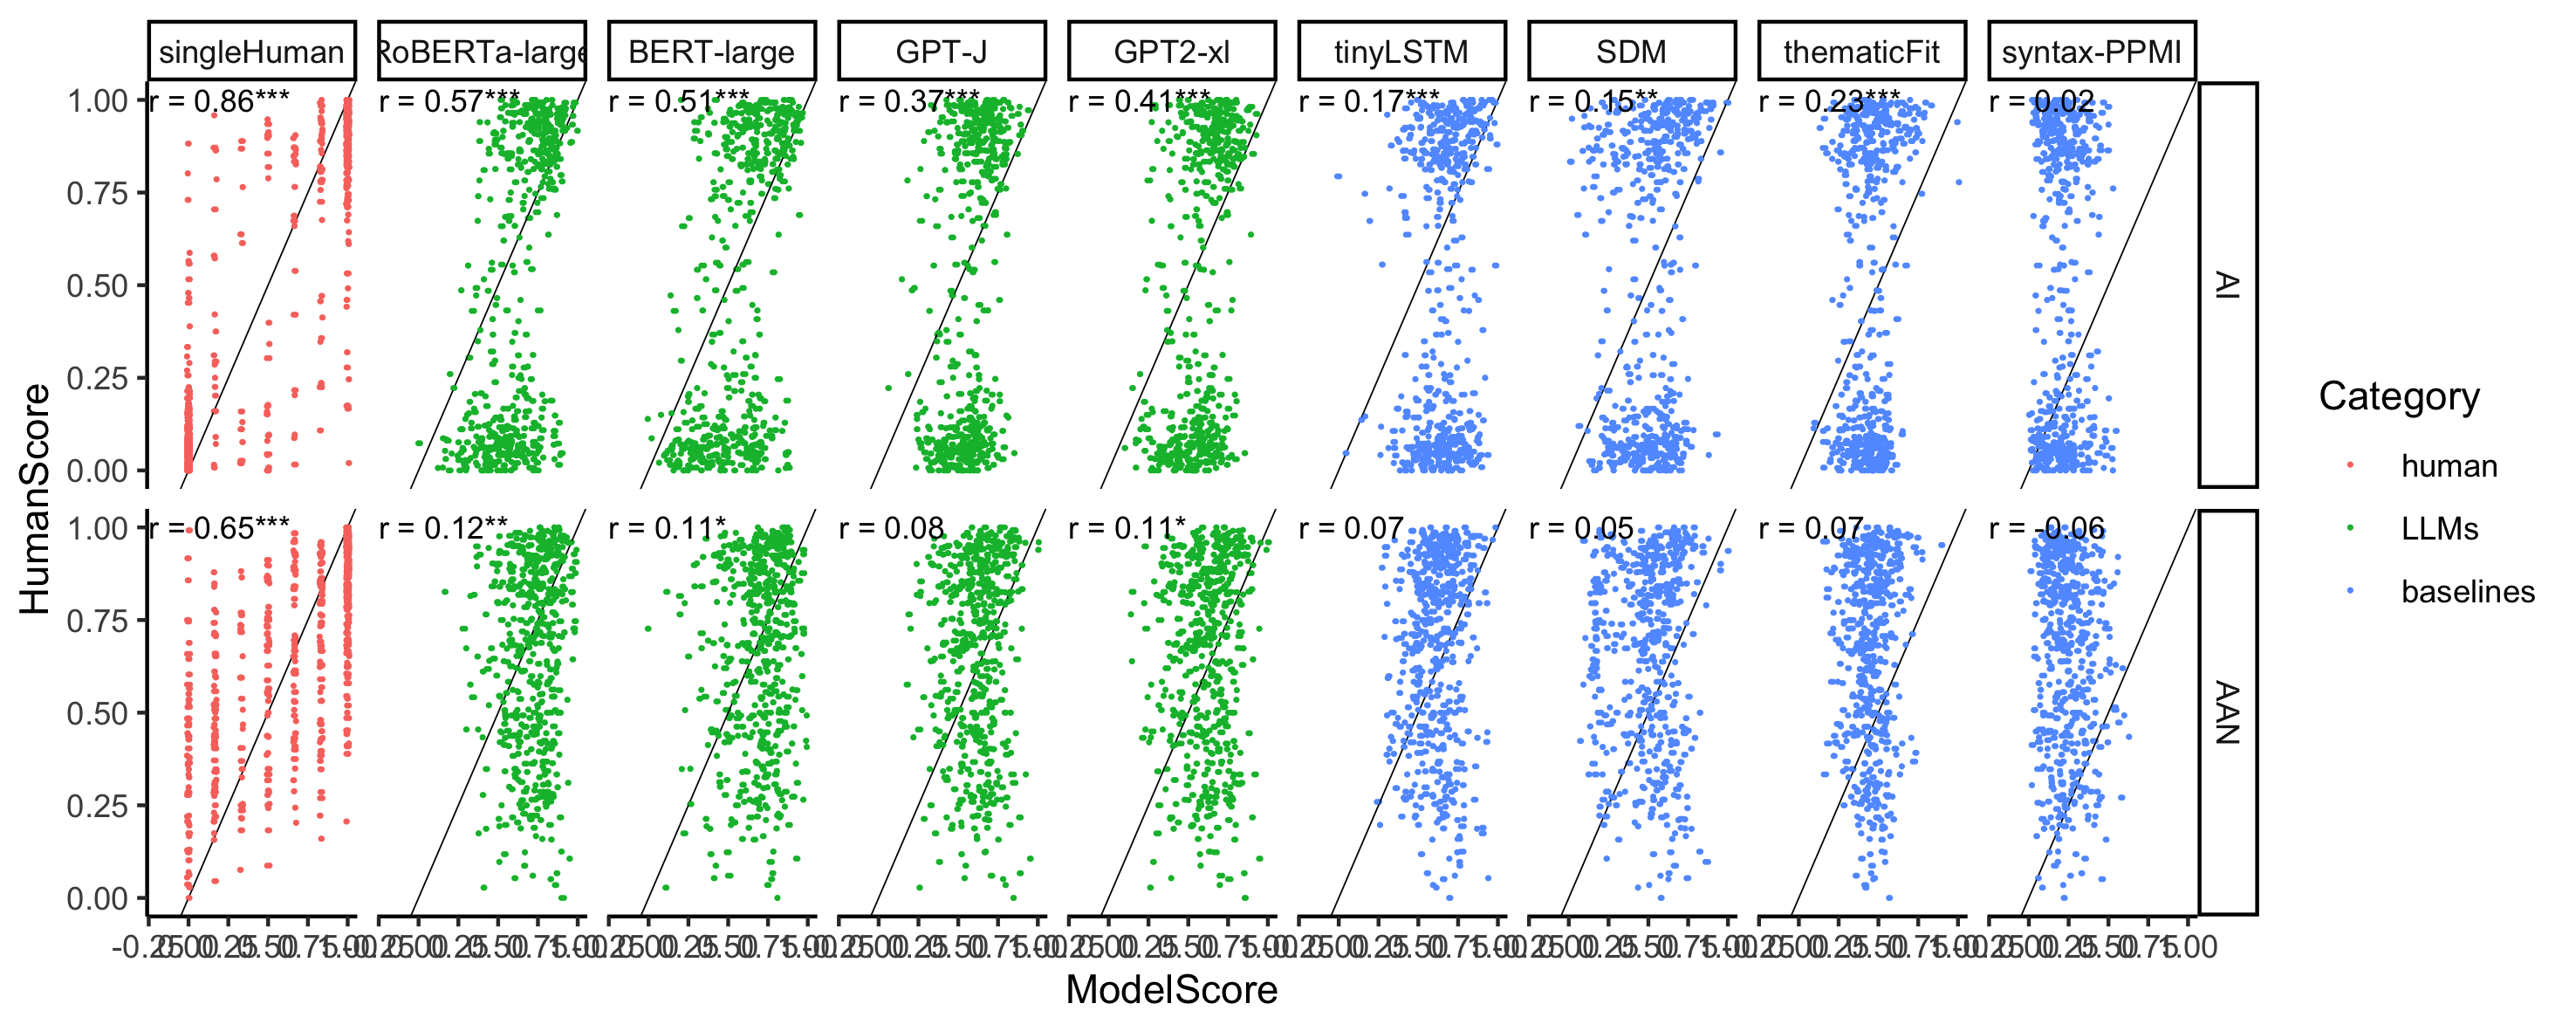 singleHuman
RoBERTa-large
BERT-large
GPT-J
GPT2-xl
tinyLSTM
SDM
thematicFit
syntax-PPMI
r = 0.86***
r = 0.57***
r = 0.51***
r = 0.37***
r = 0.41***
r = 0.17***
r = 0.15**
r = 0.23***
r = 0.02
1.00
0.75
0.50
0.25
0.00
AI
r = 0.65***
r = 0.12**
r = 0.11*
r = 0.08
r = 0.11*
r = 0.07
r = 0.05
r = 0.07
r = -0.06
1.00
0.75
0.50
0.25
0.00
AAN
HumanScore
ModelScore
Category
human
LLMs
baselines